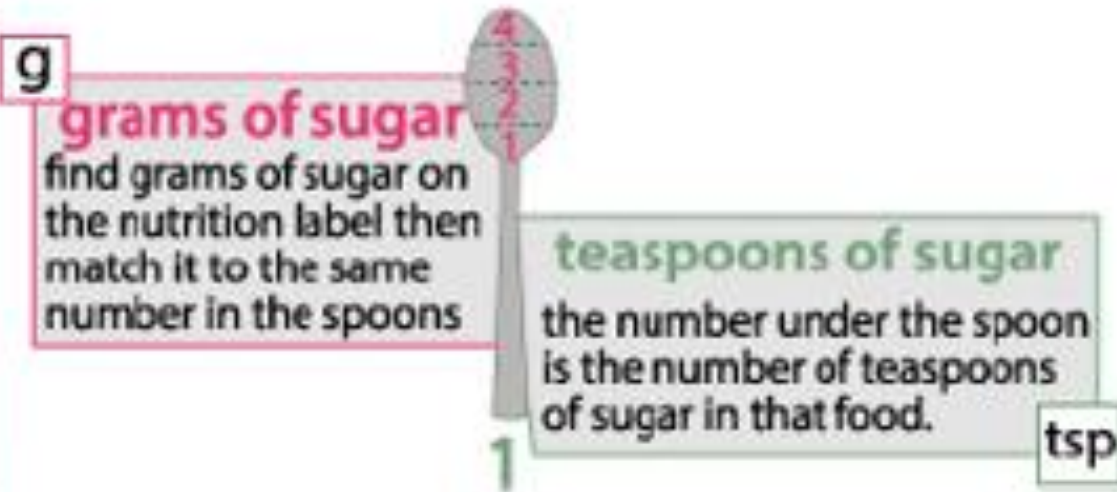 g
grams of sugar
find grams of sugar on
the nutrition label then
match it to the same
number in the spoons
4
3
2
1
teaspoons of sugar
the number under the spoon
is the number of teaspoons
of sugar in that food.
tsp
1